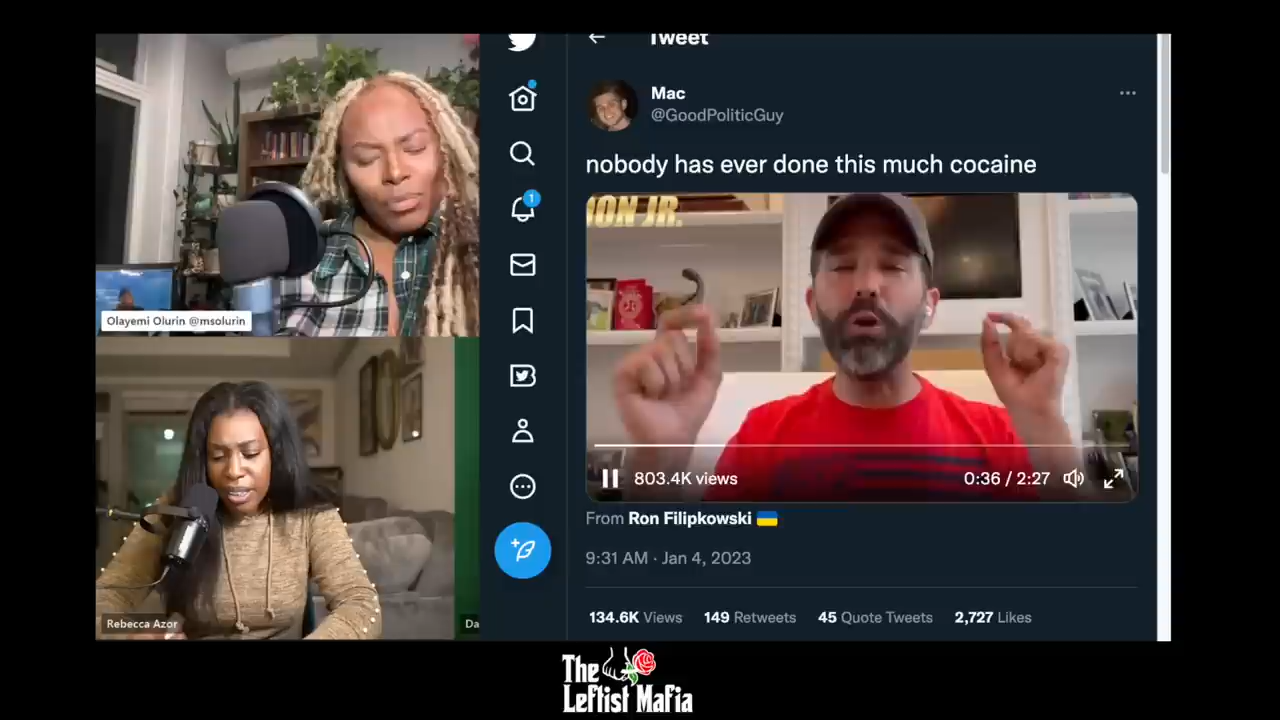 Tweet
Mac
@GoodPoliticGuy
nobody has ever done this much cocaine
ON JR.
803.4K views
0:36 / 2:27
From Ron Filipkowski
9:31 AM · Jan 4, 2023
134.6K Views 149 Retweets 45 Quote Tweets 2,727 Likes
1
Olayemi Olurin @msolurin
Rebecca Azor
Da
The
Leftist Mafia